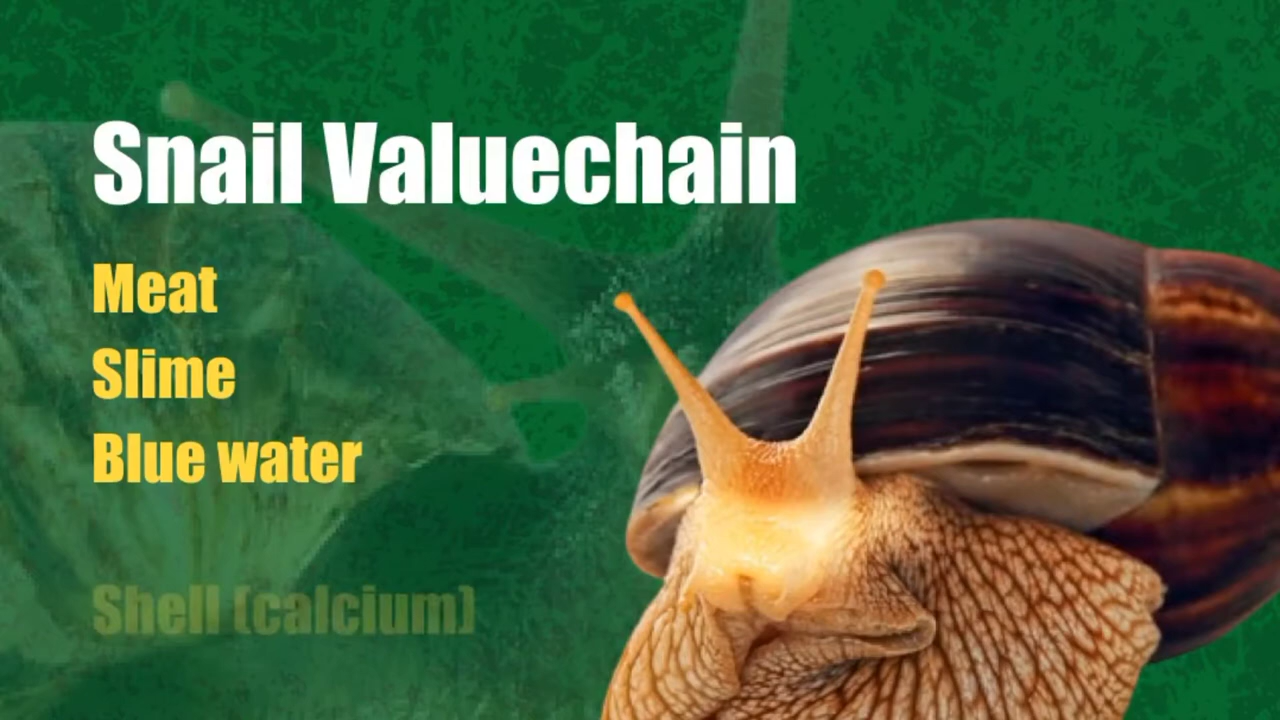 Snail Valuechain
Meat
Slime
Blue water
Shell (calcium)